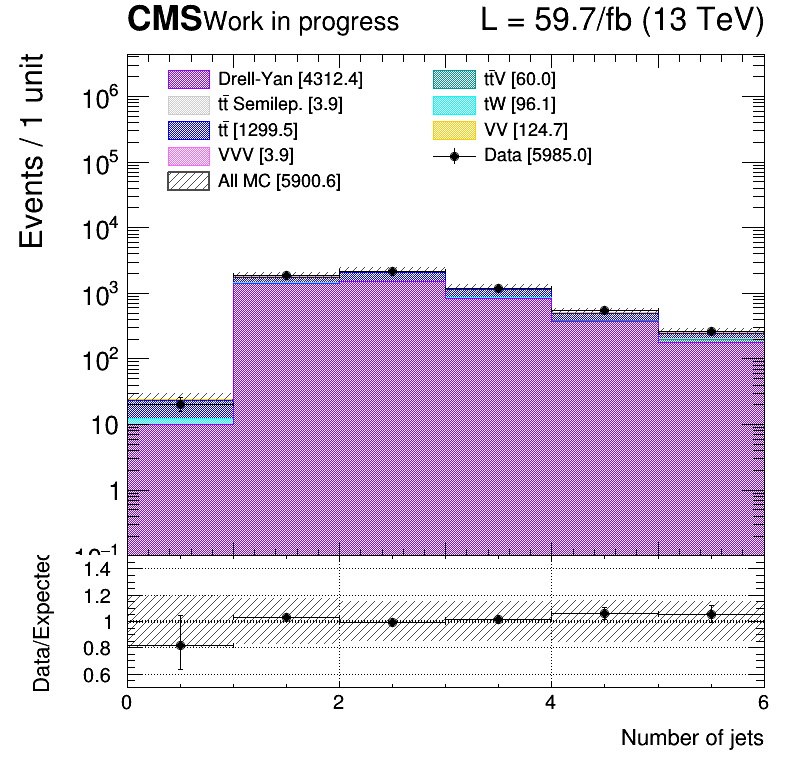 CMS Work in progress L = 59.7/fb (13 TeV)
Events / 1 unit
Drell-Yan [4312.4]
tt̄ Semilep. [3.9]
tt̄ [1299.5]
VVV [3.9]
All MC [5900.6]
tt̄V [60.0]
tW [96.1]
VV [124.7]
Data [5985.0]
10⁶
10⁵
10⁴
10³
10²
10
1
10⁻¹
Data/Expected
1.4
1.2
1
0.8
0.6
0 2 4 6
Number of jets